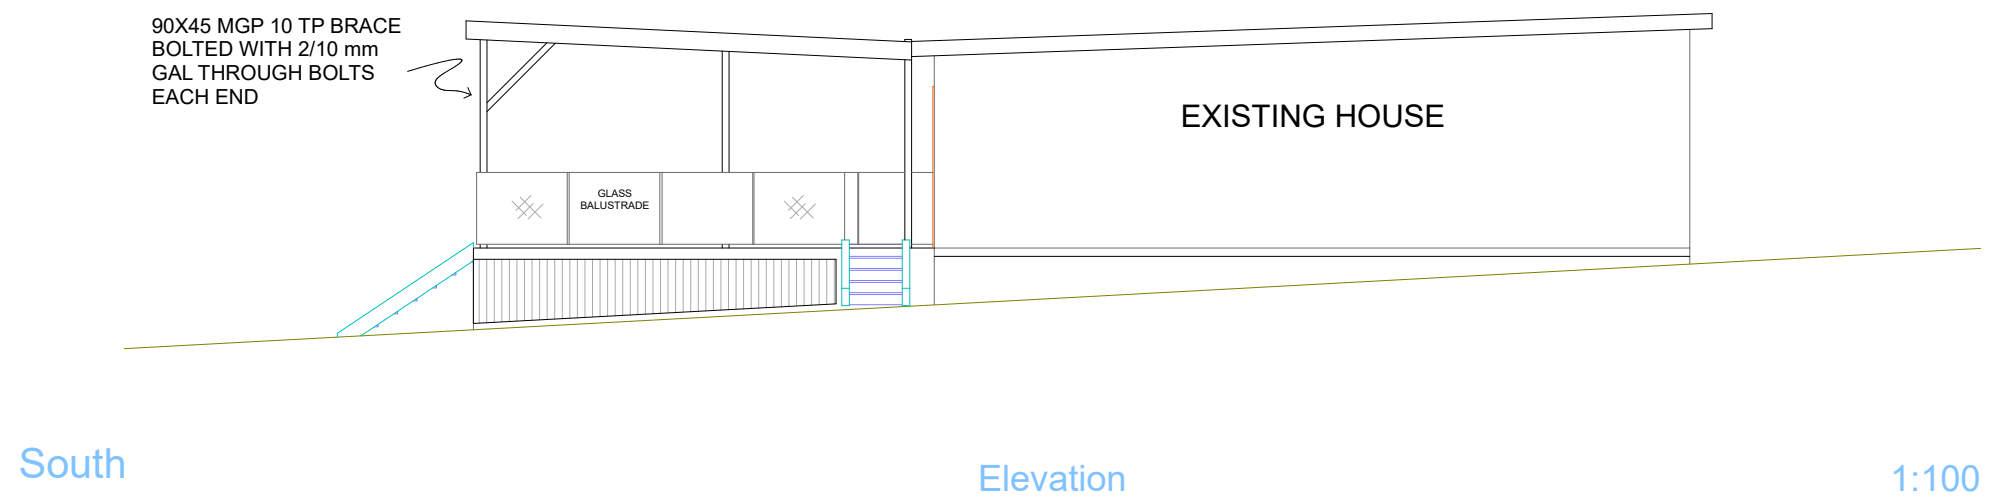 90X45 MGP 10 TP BRACE
BOLTED WITH 2/10 mm
GAL THROUGH BOLTS
EACH END
EXISTING HOUSE
GLASS
BALUSTRADE
South
Elevation
1:100